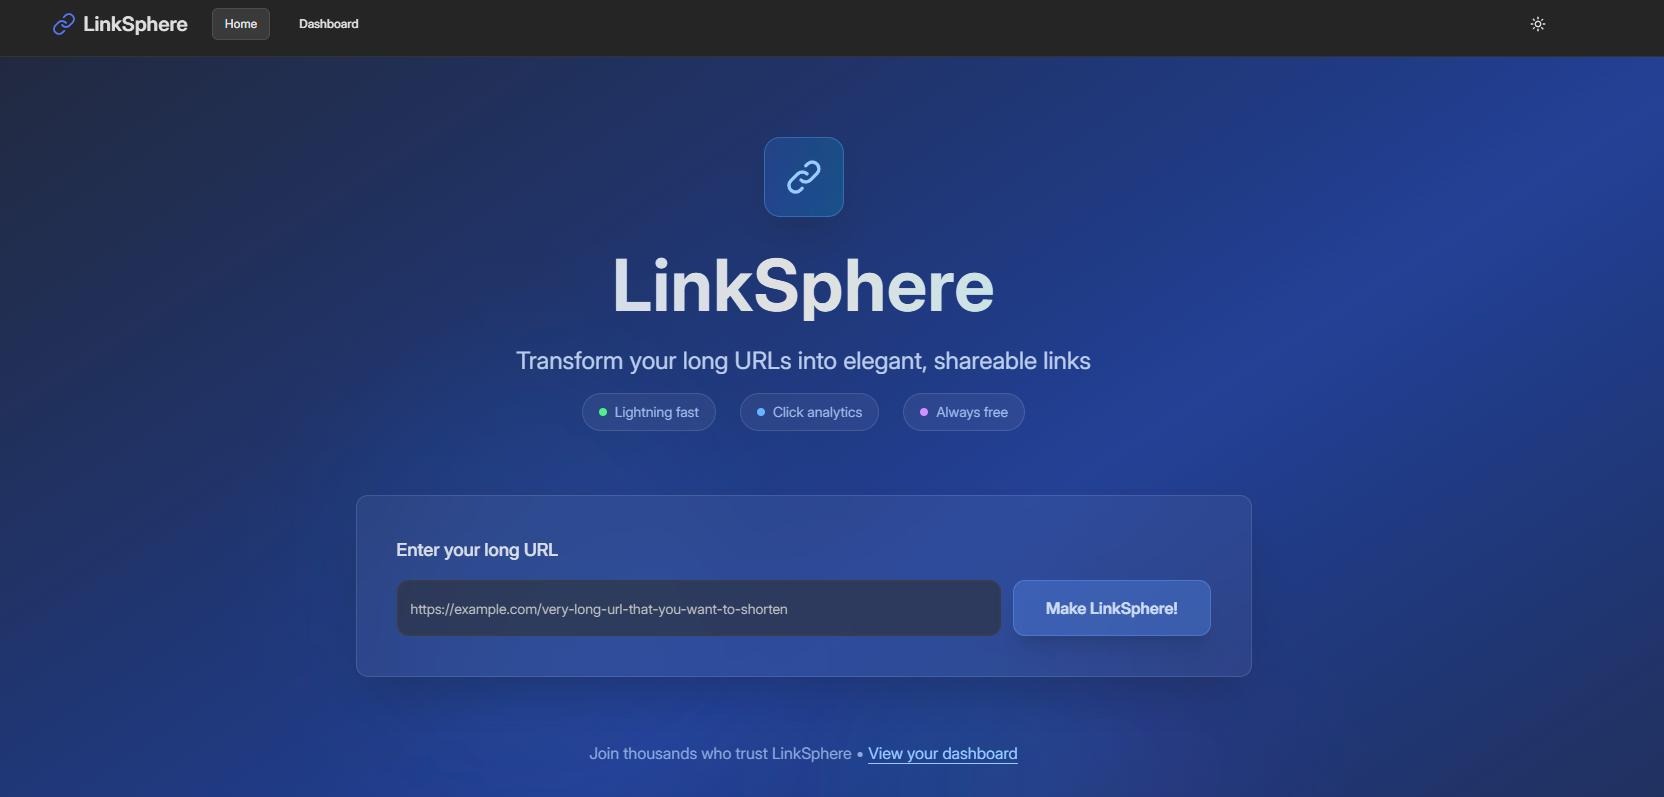 LinkSphere
Home
Dashboard
LinkSphere
Transform your long URLs into elegant, shareable links
Lightning fast
Click analytics
Always free
Enter your long URL
https://example.com/very-long-url-that-you-want-to-shorten
Make LinkSphere!
Join thousands who trust LinkSphere • View your dashboard